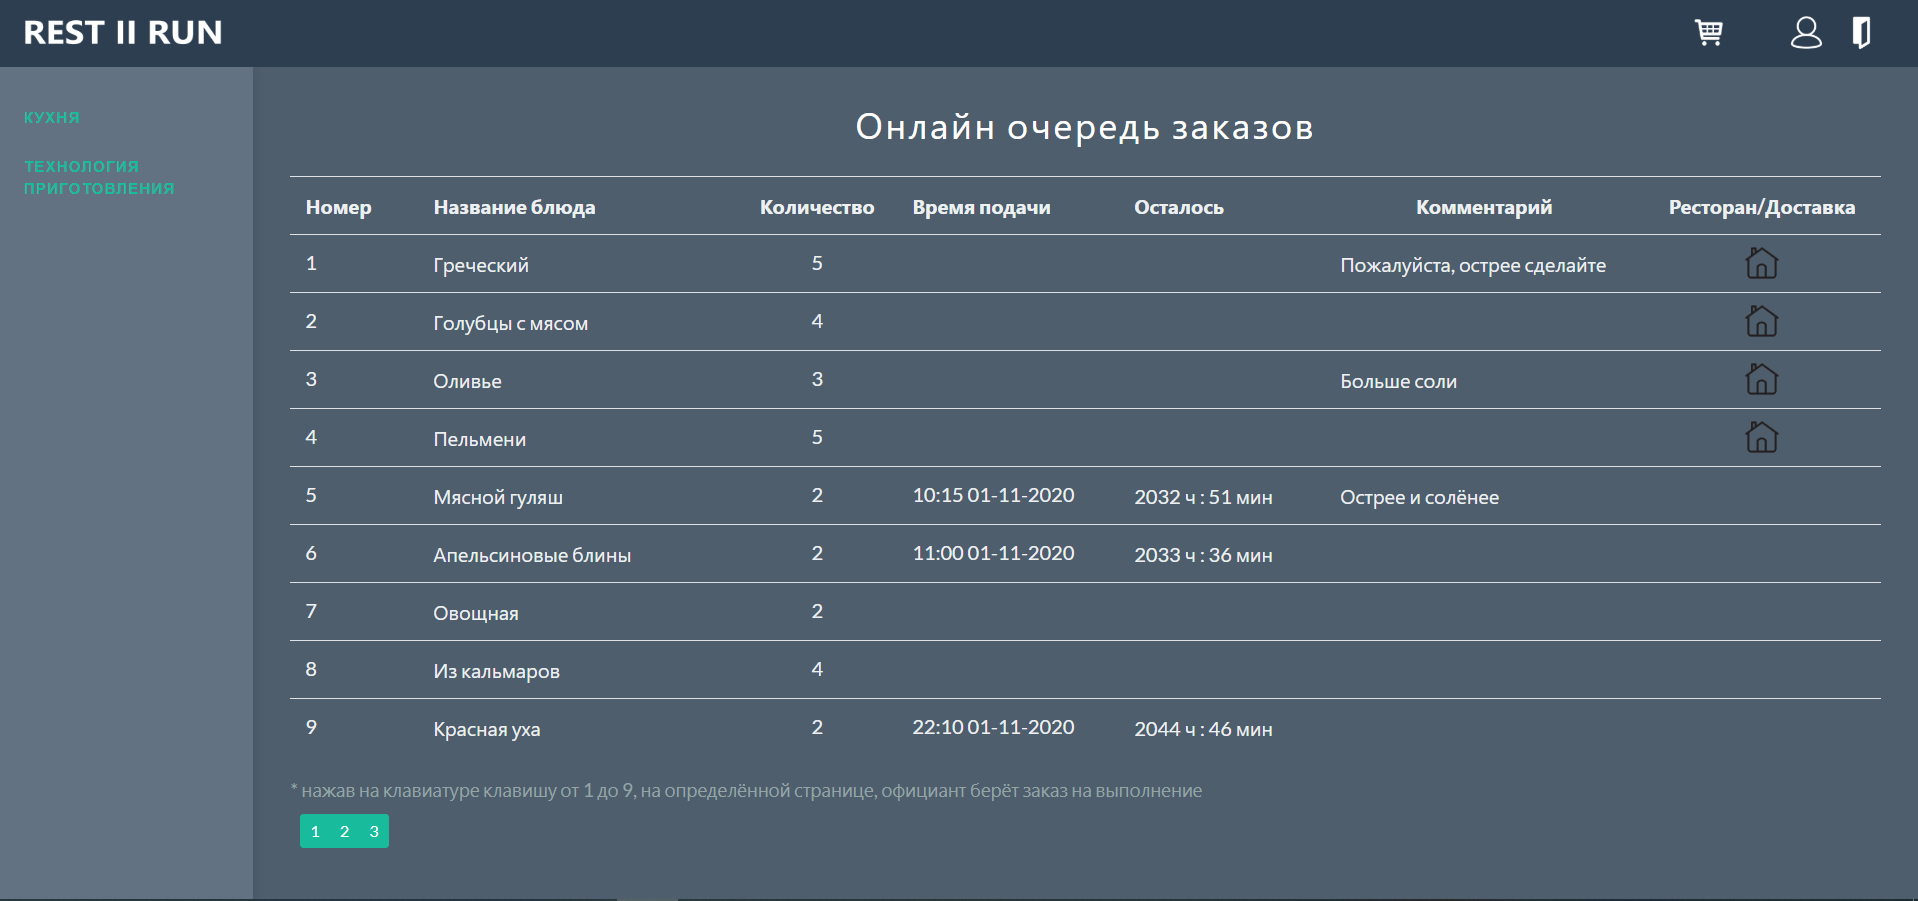 REST II RUN
КУХНЯ
ТЕХНОЛОГИЯ
ПРИГОТОВЛЕНИЯ
Онлайн очередь заказов
Номер Название блюда Количество Время подачи Осталось Комментарий Ресторан/Доставка
1 Греческий 5 Пожалуйста, острее сделайте
2 Голубцы с мясом 4
3 Оливье 3 Больше соли
4 Пельмени 5
5 Мясной гуляш 2 10:15 01-11-2020 2032 ч : 51 мин Острее и солёнее
6 Апельсиновые блины 2 11:00 01-11-2020 2033 ч : 36 мин
7 Овощная 2
8 Из кальмаров 4
9 Красная уха 2 22:10 01-11-2020 2044 ч : 46 мин
* нажав на клавиатуре клавишу от 1 до 9, на определённой странице, официант берёт заказ на выполнение
1 2 3